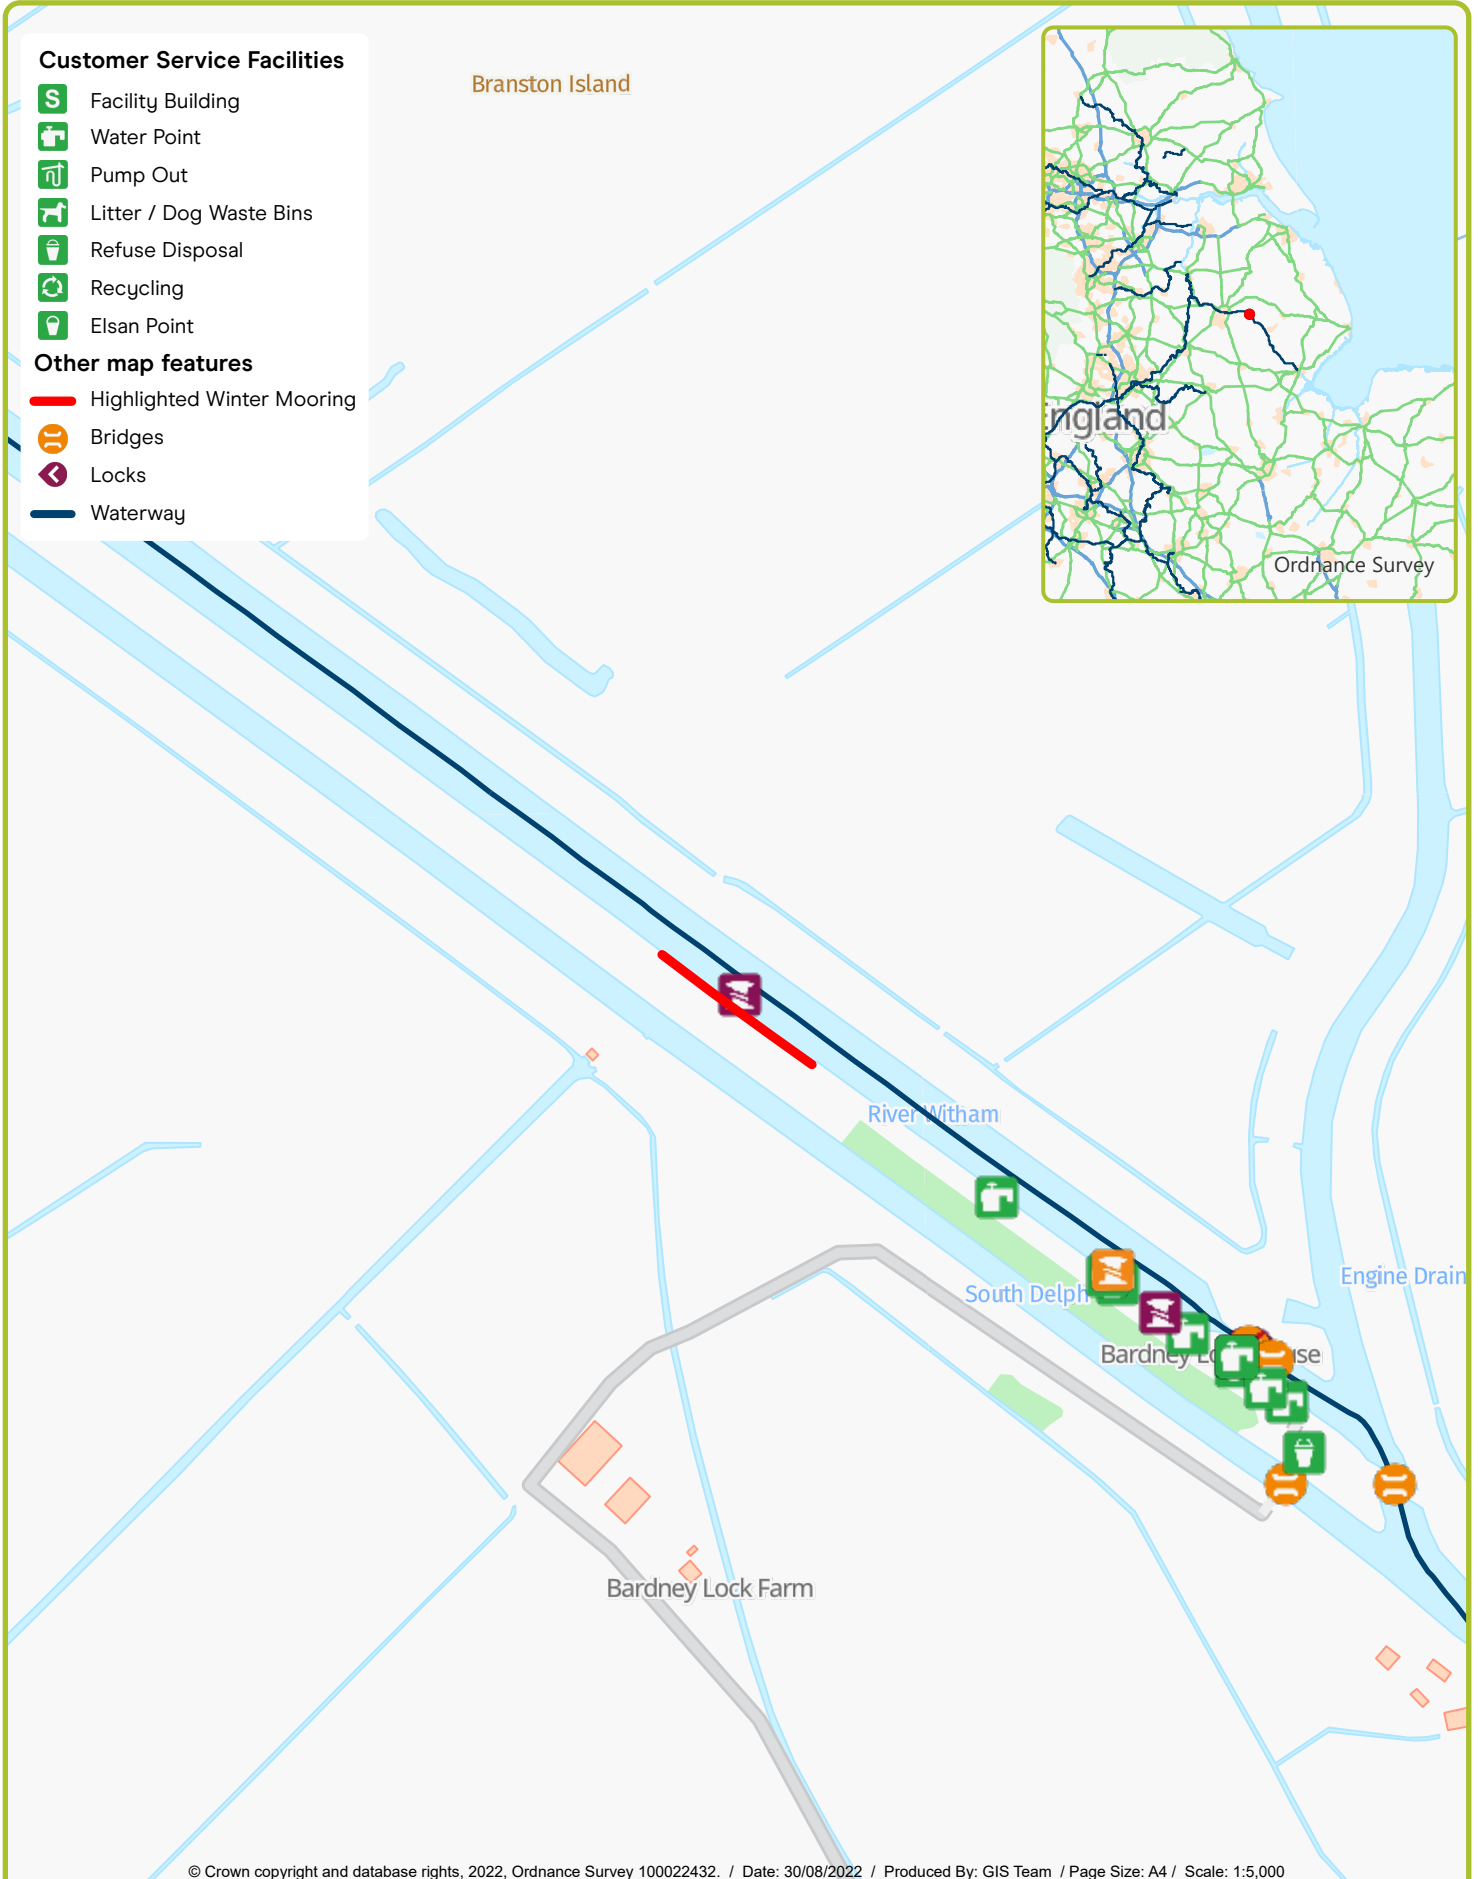 Customer Service Facilities
S
Facility Building
Water Point
Pump Out
Litter / Dog Waste Bins
Refuse Disposal
Recycling
Elsan Point
Other map features
Highlighted Winter Mooring
Bridges
Locks
Waterway
Branston Island
England
Ordnance Survey
River Witham
South Delph
Engine Drain
Bardney
Bardney Lock Farm
© Crown copyright and database rights, 2022, Ordnance Survey 100022432. / Date: 30/08/2022 / Produced By: GIS Team / Page Size: A4 / Scale: 1:5,000